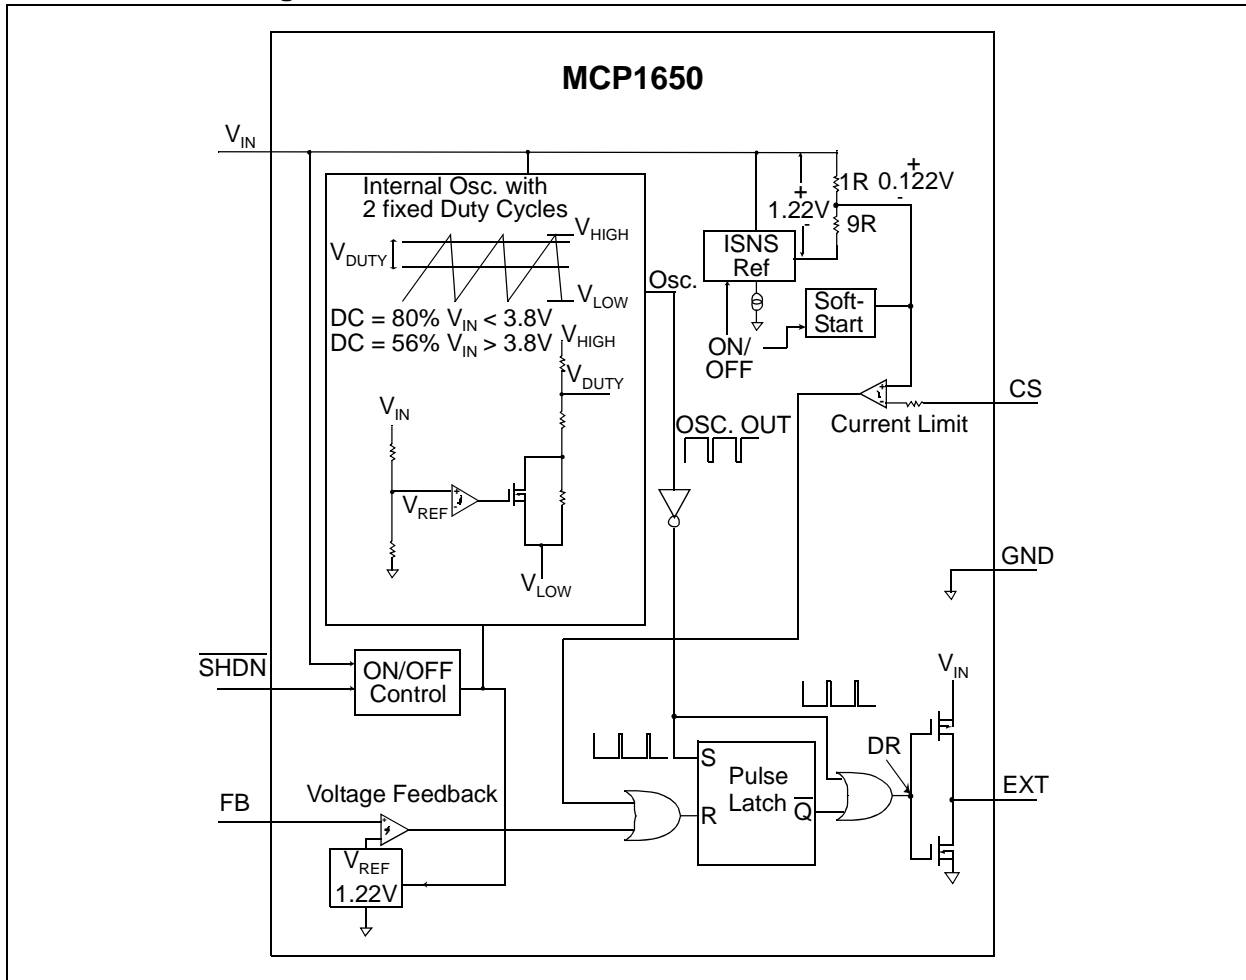 MCP1650
V_IN
Internal Osc. with
2 fixed Duty Cycles
V_HIGH
V_DUTY
V_LOW
DC = 80% V_IN < 3.8V
DC = 56% V_IN > 3.8V
V_HIGH
V_DUTY
V_IN
+
-
V_REF
V_LOW
Osc.
+
1.22V
-
1R
+
0.122V
-
9R
ISNS
Ref
Soft-
Start
ON/
OFF
+
-
CS
Current Limit
OSC. OUT
GND
SHDN
ON/OFF
Control
V_IN
DR
S
Pulse
Latch
R
Q
EXT
FB
Voltage Feedback
+
-
V_REF
1.22V